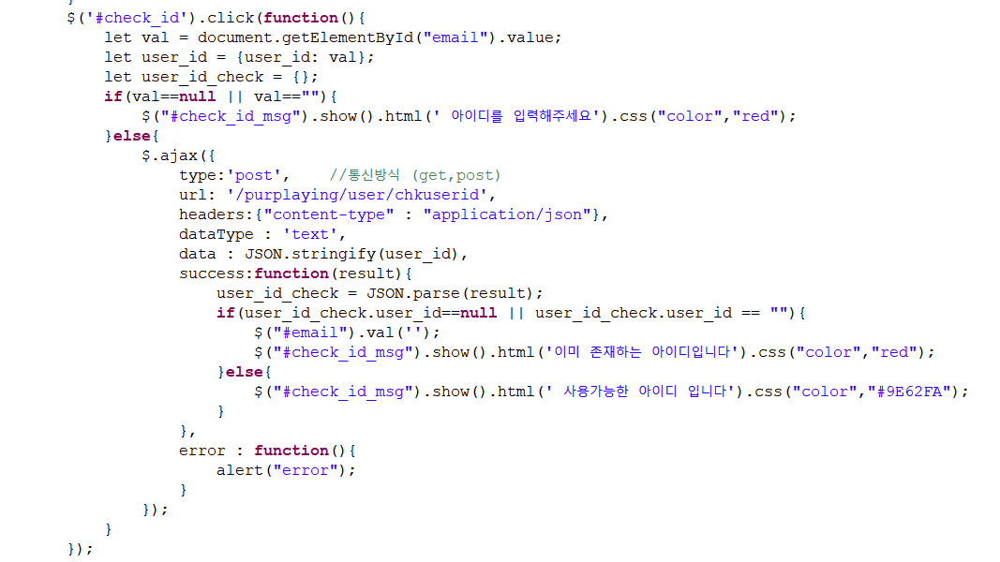 }
$('#check_id').click(function(){
let val = document.getElementById("email").value;
let user_id = {user_id: val};
let user_id_check = {};
if(val==null || val==""){
$("#check_id_msg").show().html(' 아이디를 입력해주세요').css("color","red");
}else{
$.ajax({
type:'post', //통신방식 (get,post)
url: '/purplaying/user/chkuserid',
headers:{"content-type" : "application/json"},
dataType : 'text',
data : JSON.stringify(user_id),
success:function(result){
user_id_check = JSON.parse(result);
if(user_id_check.user_id==null || user_id_check.user_id == ""){
$("#email").val('');
$("#check_id_msg").show().html('이미 존재하는 아이디입니다').css("color","red");
}else{
$("#check_id_msg").show().html(' 사용가능한 아이디 입니다').css("color","#9E62FA");
}
},
error : function(){
alert("error");
}
});
}
});